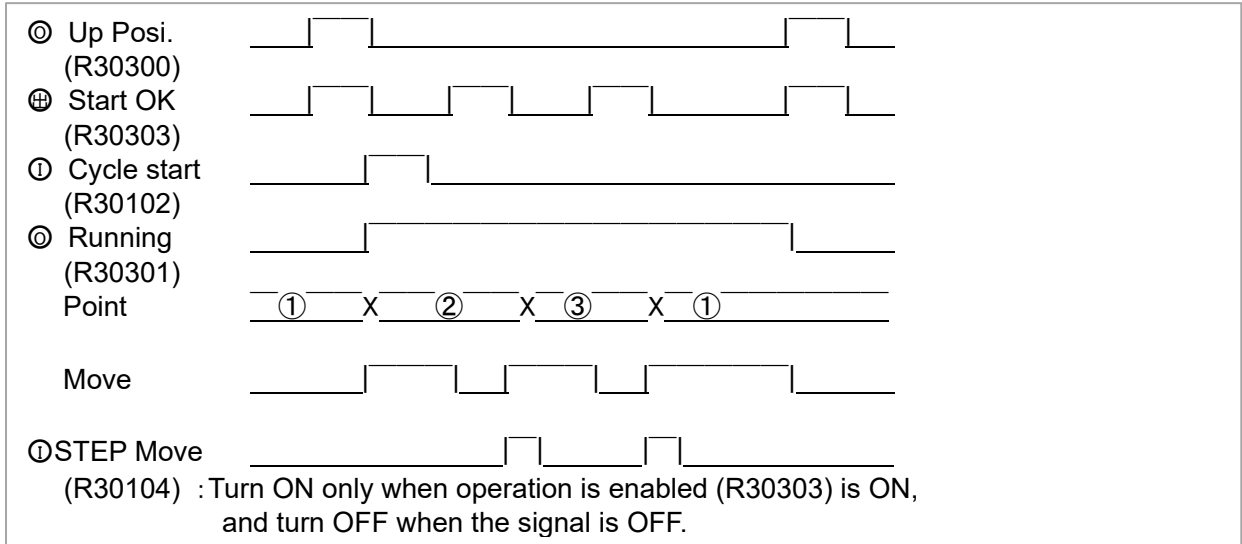 Ⓞ Up Posi.
(R30300)
Start OK
(R30303)
Ⓘ Cycle start
(R30102)
Ⓞ Running
(R30301)
Point ① X ② X ③ X ①
Move
ⒾSTEP Move
(R30104) : Turn ON only when operation is enabled (R30303) is ON,
and turn OFF when the signal is OFF.